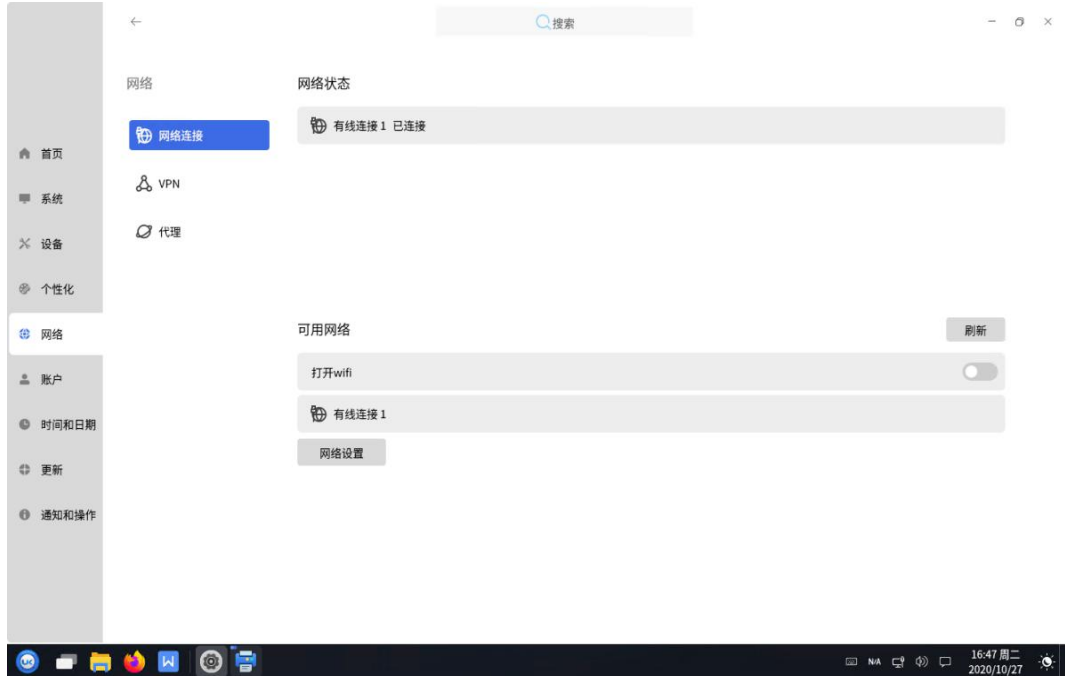 搜索
首页
系统
设备
个性化
网络
账户
时间和日期
更新
通知和操作
网络
网络连接
VPN
代理
网络状态
有线连接1 已连接
可用网络
刷新
打开wifi
有线连接1
网络设置
UK
W
N/A
16:47 周二
2020/10/27